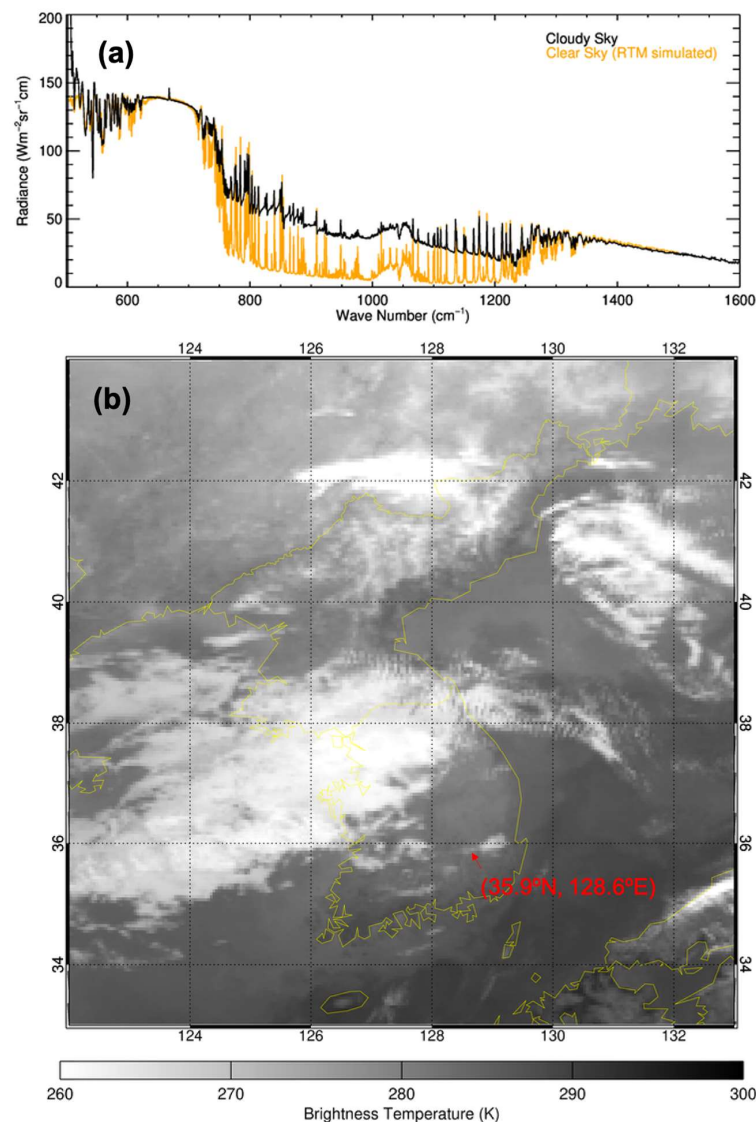 (a)
Cloudy Sky
Clear Sky (RTM simulated)
200
150
100
50
0
Radiance (Wm⁻²sr⁻¹cm)
600 800 1000 1200 1400 1600
Wave Number (cm⁻¹)
124 126 128 130 132
(b)
42 42
40 40
38 38
36 36
(35.9ºN, 128.6ºE)
34 34
124 126 128 130 132
260 270 280 290 300
Brightness Temperature (K)